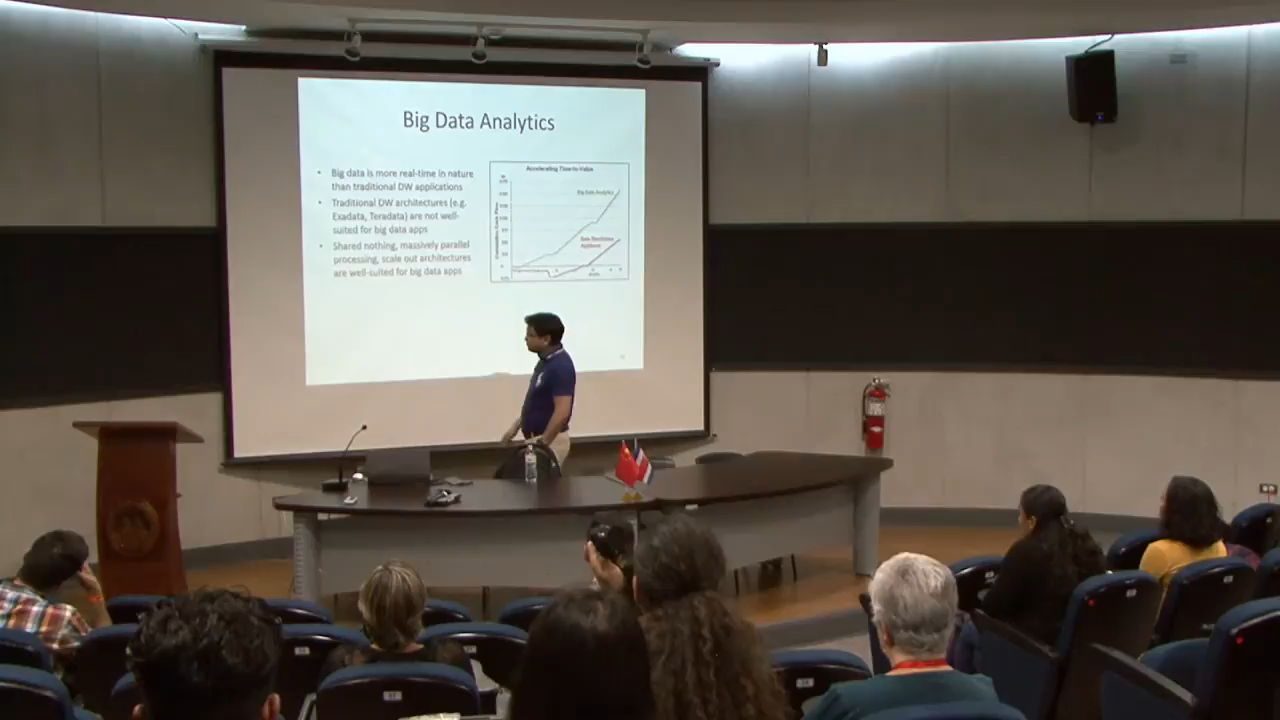 Big Data Analytics
• Big data is more real-time in nature
than traditional DW applications
• Traditional DW architectures (e.g.
Exadata, Teradata) are not well-
suited for big data apps
• Shared nothing, massively parallel
processing, scale out architectures
are well-suited for big data apps
Accelerating Time-to-Value
Big Data Analytics